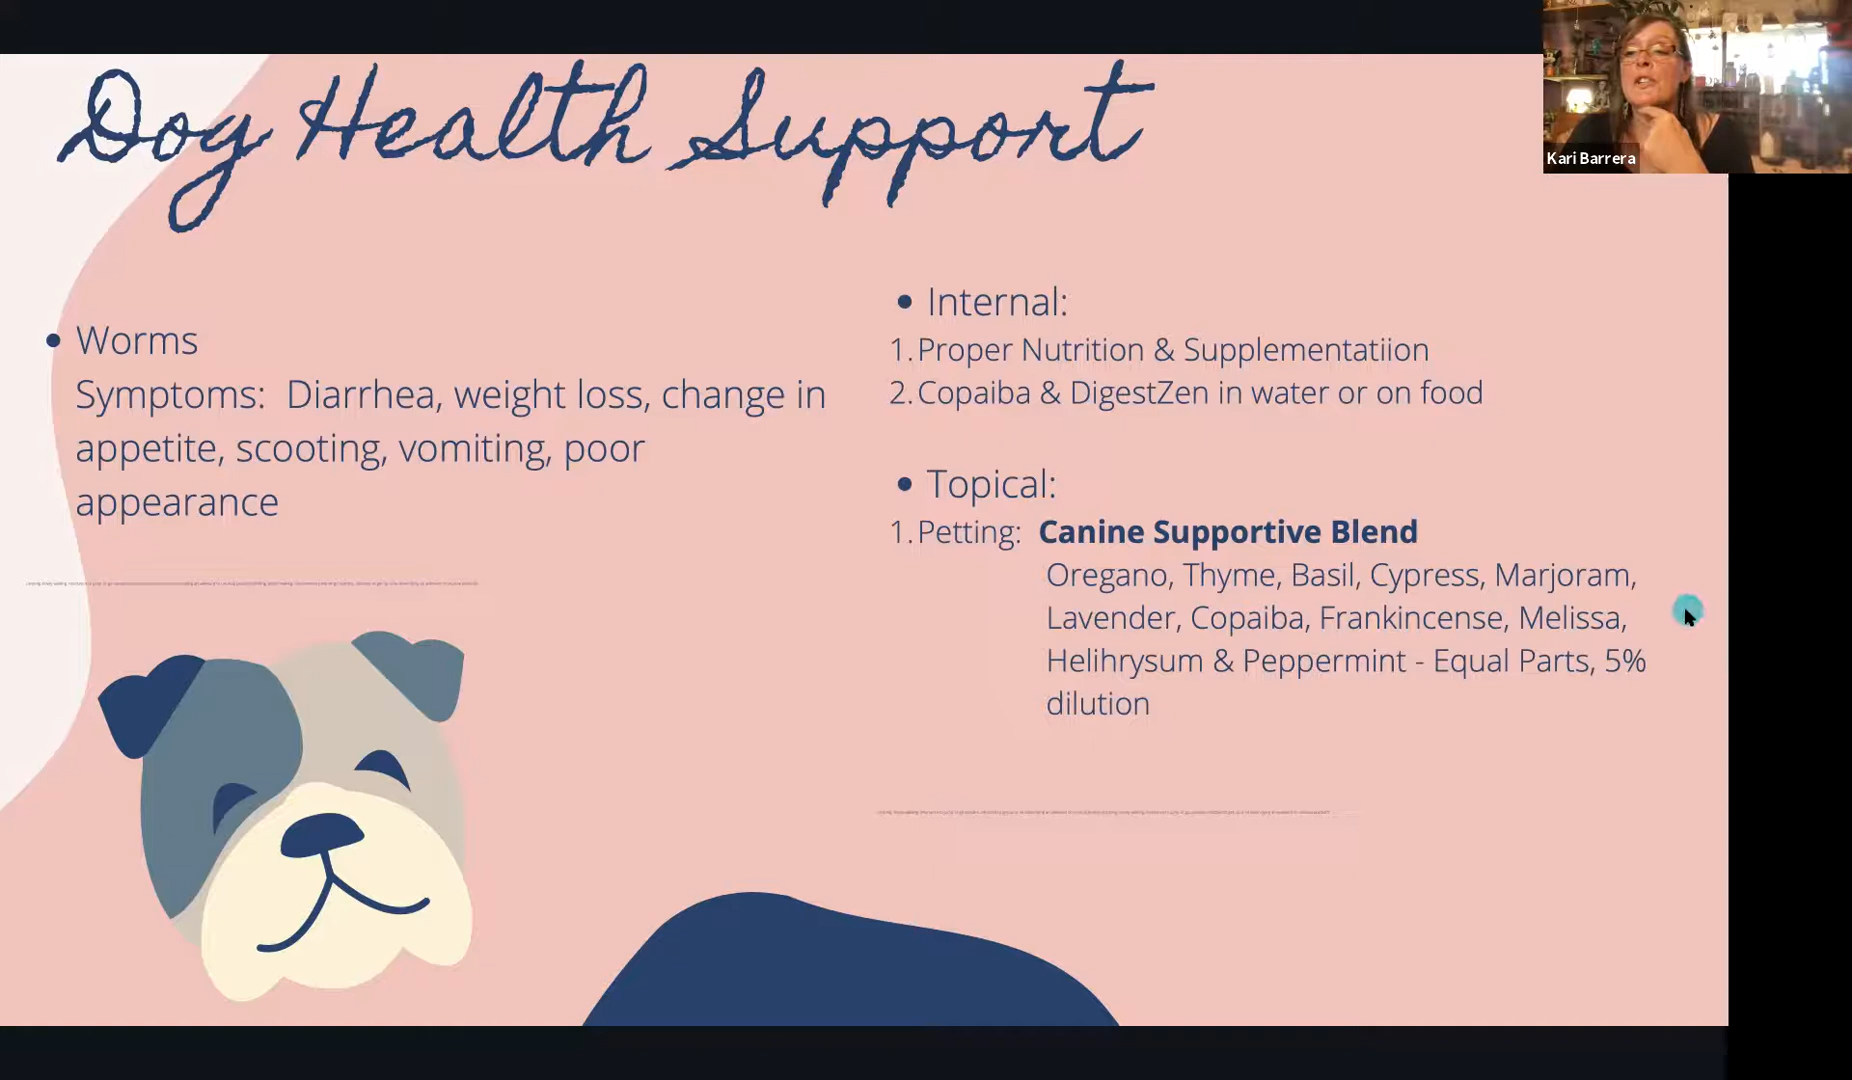 Dog Health Support
Kari Barrera
Worms
Symptoms: Diarrhea, weight loss, change in
appetite, scooting, vomiting, poor
appearance
Internal:
1. Proper Nutrition & Supplementatiion
2. Copaiba & DigestZen in water or on food
Topical:
1. Petting: Canine Supportive Blend
Oregano, Thyme, Basil, Cypress, Marjoram,
Lavender, Copaiba, Frankincense, Melissa,
Helihrysum & Peppermint - Equal Parts, 5%
dilution